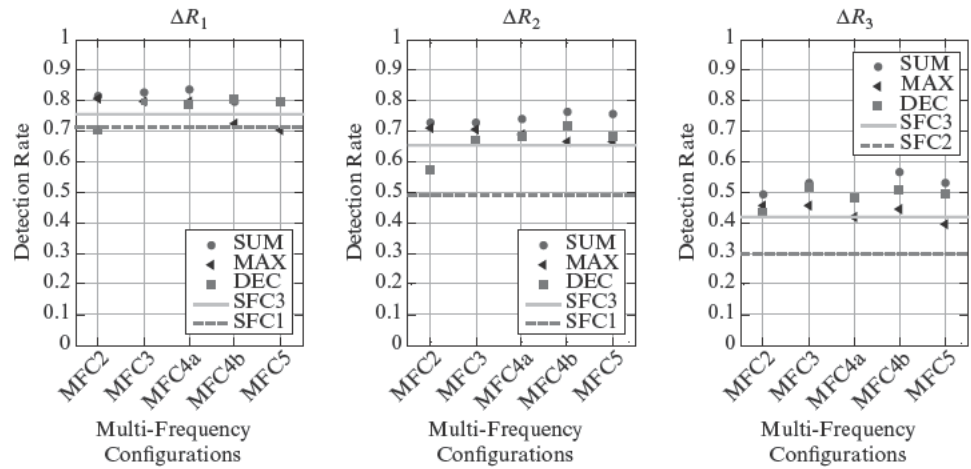 ΔR1
1
0.9
0.8
0.7
0.6
0.5
0.4
0.3
0.2
0.1
0
Detection Rate
SUM
MAX
DEC
SFC3
SFC1
MFC2
MFC3
MFC4a
MFC4b
MFC5
Multi-Frequency
Configurations
ΔR2
1
0.9
0.8
0.7
0.6
0.5
0.4
0.3
0.2
0.1
0
Detection Rate
SUM
MAX
DEC
SFC3
SFC1
MFC2
MFC3
MFC4a
MFC4b
MFC5
Multi-Frequency
Configurations
ΔR3
1
0.9
0.8
0.7
0.6
0.5
0.4
0.3
0.2
0.1
0
Detection Rate
SUM
MAX
DEC
SFC3
SFC2
MFC2
MFC3
MFC4a
MFC4b
MFC5
Multi-Frequency
Configurations